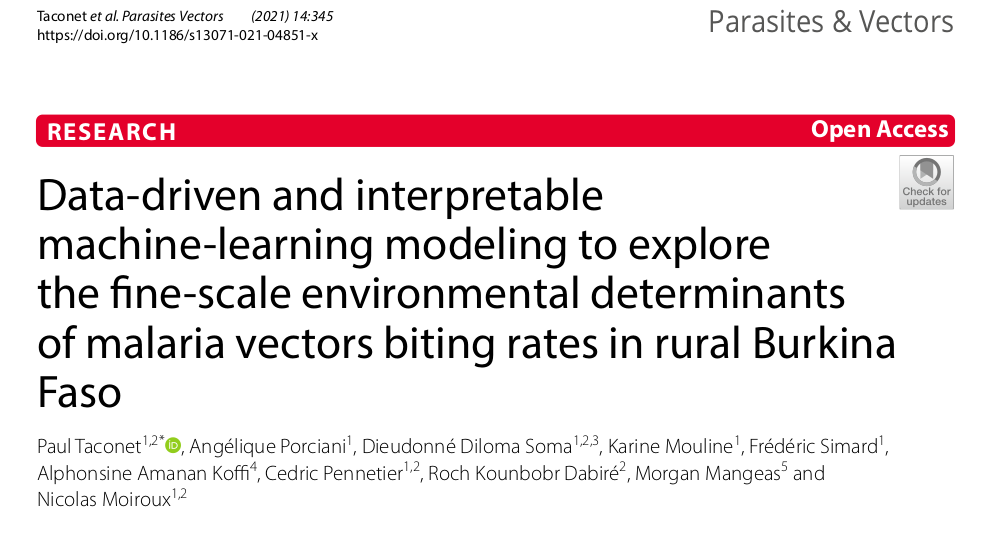 Taconet et al. Parasites Vectors (2021) 14:345
https://doi.org/10.1186/s13071-021-04851-x
Parasites & Vectors
RESEARCH
Open Access
Check for
updates
Data-driven and interpretable
machine-learning modeling to explore
the fine-scale environmental determinants
of malaria vectors biting rates in rural Burkina
Faso
Paul Taconet1,2* iD, Angélique Porciani1, Dieudonné Diloma Soma1,2,3, Karine Mouline1, Frédéric Simard1,
Alphonsine Amanan Koffi4, Cedric Pennetier1,2, Roch Kounbobr Dabiré2, Morgan Mangeas5 and
Nicolas Moiroux1,2